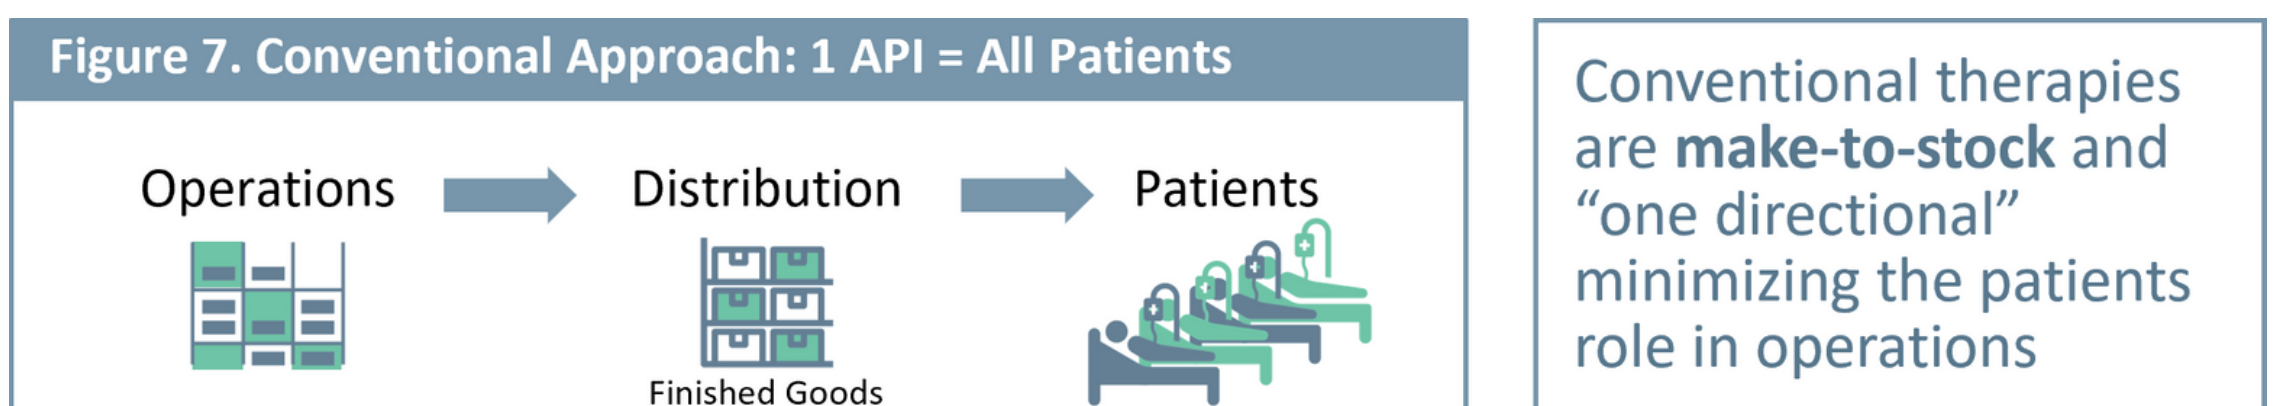 Figure 7. Conventional Approach: 1 API = All Patients
Operations
Distribution
Patients
Finished Goods
Conventional therapies
are make-to-stock and
“one directional”
minimizing the patients
role in operations